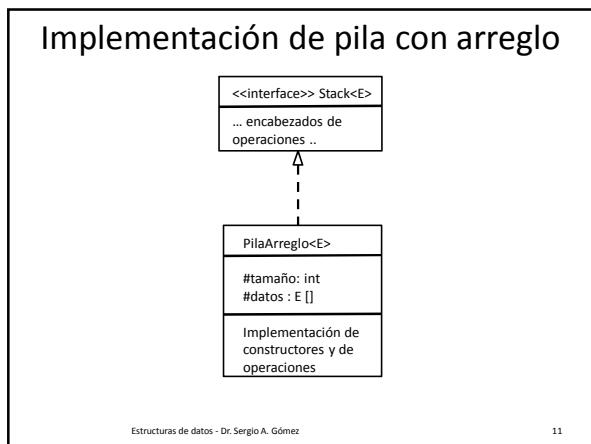 Implementación de pila con arreglo
<<interface>> Stack<E>
… encabezados de
operaciones ..
PilaArreglo<E>
#tamaño: int
#datos : E []
Implementación de
constructores y de
operaciones
Estructuras de datos - Dr. Sergio A. Gómez
11